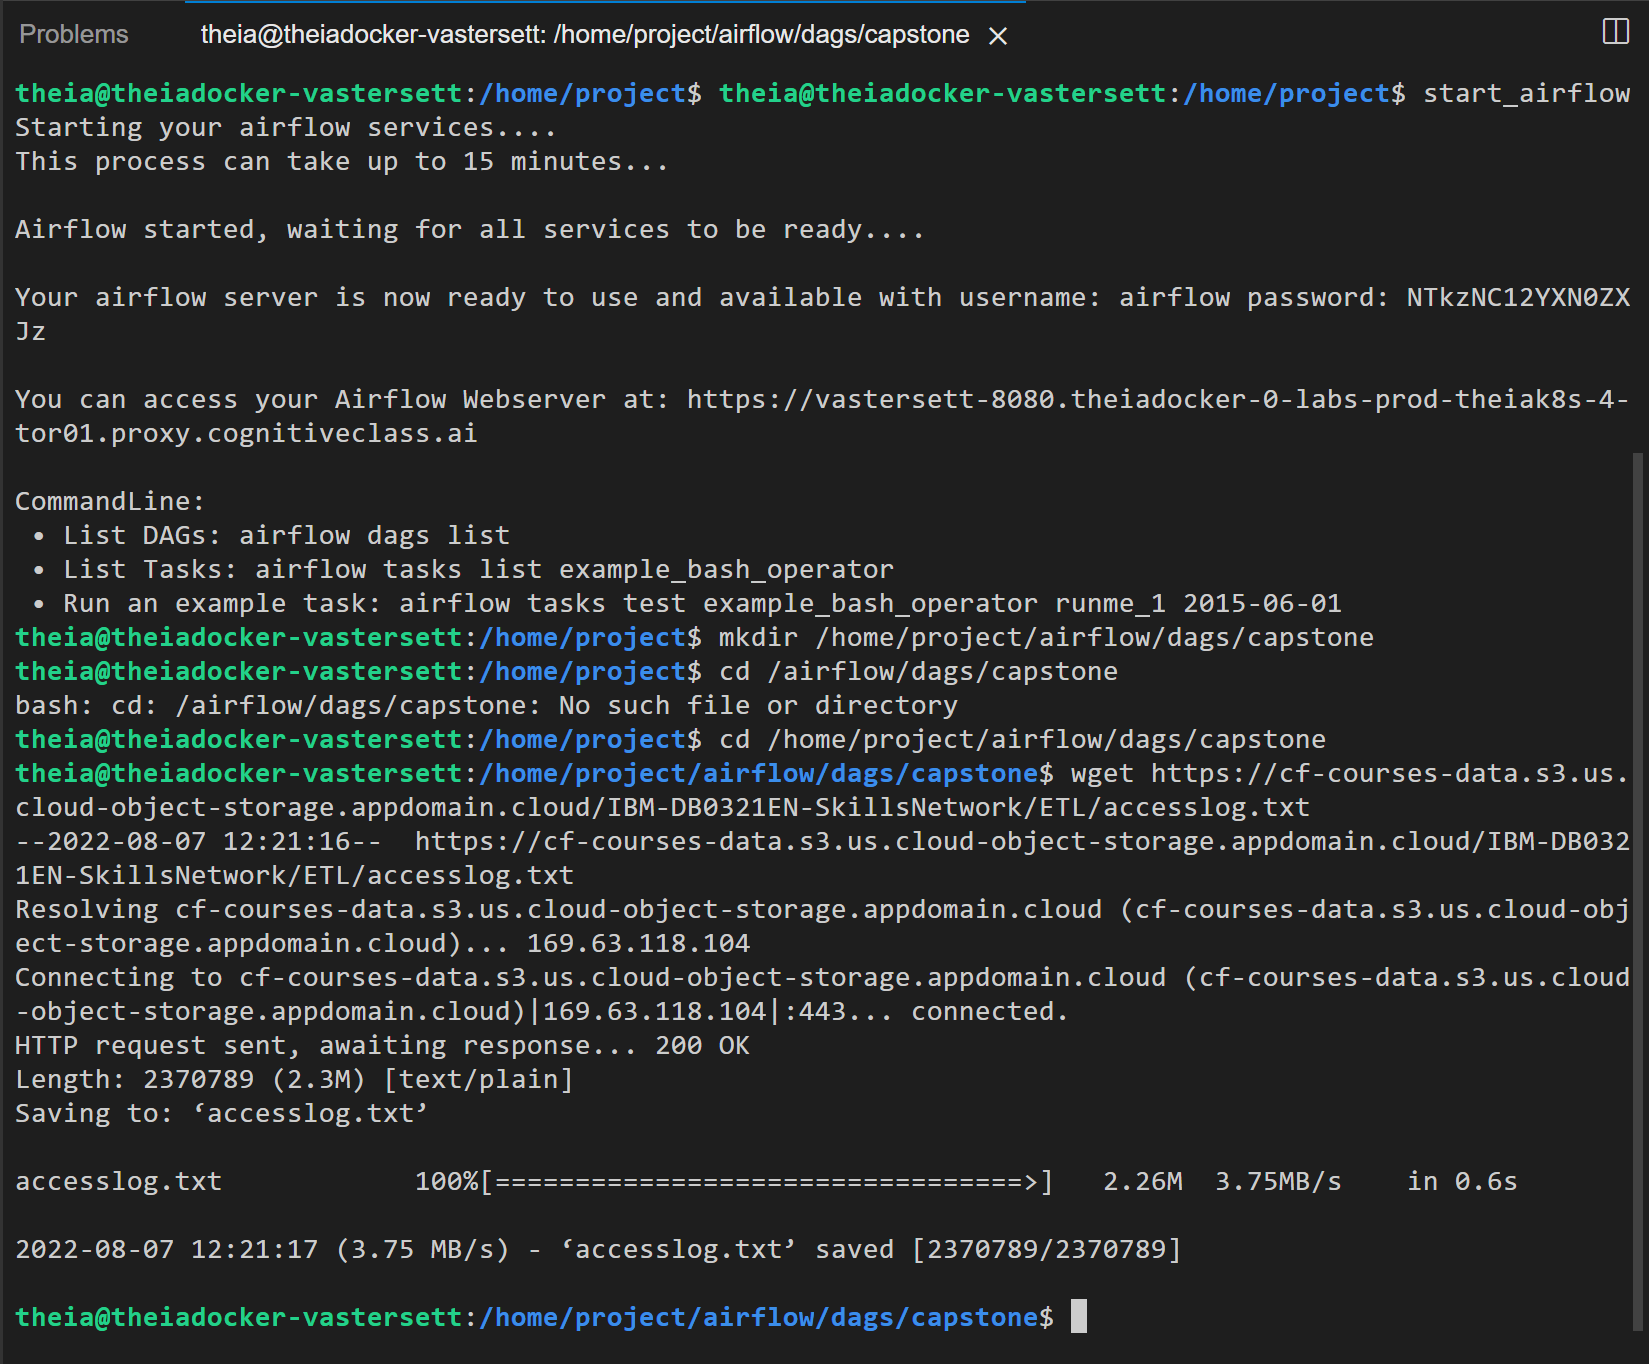 Problems theia@theiadocker-vastersett: /home/project/airflow/dags/capstone ×
theia@theiadocker-vastersett:/home/project$ theia@theiadocker-vastersett:/home/project$ start_airflow
Starting your airflow services....
This process can take up to 15 minutes...
Airflow started, waiting for all services to be ready....
Your airflow server is now ready to use and available with username: airflow password: NTkzNC12YXN0ZX
Jz
You can access your Airflow Webserver at: https://vastersett-8080.theiadocker-0-labs-prod-theiak8s-4-
tor01.proxy.cognitiveclass.ai
CommandLine:
• List DAGs: airflow dags list
• List Tasks: airflow tasks list example_bash_operator
• Run an example task: airflow tasks test example_bash_operator runme_1 2015-06-01
theia@theiadocker-vastersett:/home/project$ mkdir /home/project/airflow/dags/capstone
theia@theiadocker-vastersett:/home/project$ cd /airflow/dags/capstone
bash: cd: /airflow/dags/capstone: No such file or directory
theia@theiadocker-vastersett:/home/project$ cd /home/project/airflow/dags/capstone
theia@theiadocker-vastersett:/home/project/airflow/dags/capstone$ wget https://cf-courses-data.s3.us.
cloud-object-storage.appdomain.cloud/IBM-DB0321EN-SkillsNetwork/ETL/accesslog.txt
--2022-08-07 12:21:16--  https://cf-courses-data.s3.us.cloud-object-storage.appdomain.cloud/IBM-DB032
1EN-SkillsNetwork/ETL/accesslog.txt
Resolving cf-courses-data.s3.us.cloud-object-storage.appdomain.cloud (cf-courses-data.s3.us.cloud-obj
ect-storage.appdomain.cloud)... 169.63.118.104
Connecting to cf-courses-data.s3.us.cloud-object-storage.appdomain.cloud (cf-courses-data.s3.us.cloud
-object-storage.appdomain.cloud)|169.63.118.104|:443... connected.
HTTP request sent, awaiting response... 200 OK
Length: 2370789 (2.3M) [text/plain]
Saving to: ‘accesslog.txt’
accesslog.txt            100%[=================================>]   2.26M  3.75MB/s    in 0.6s
2022-08-07 12:21:17 (3.75 MB/s) - ‘accesslog.txt’ saved [2370789/2370789]
theia@theiadocker-vastersett:/home/project/airflow/dags/capstone$